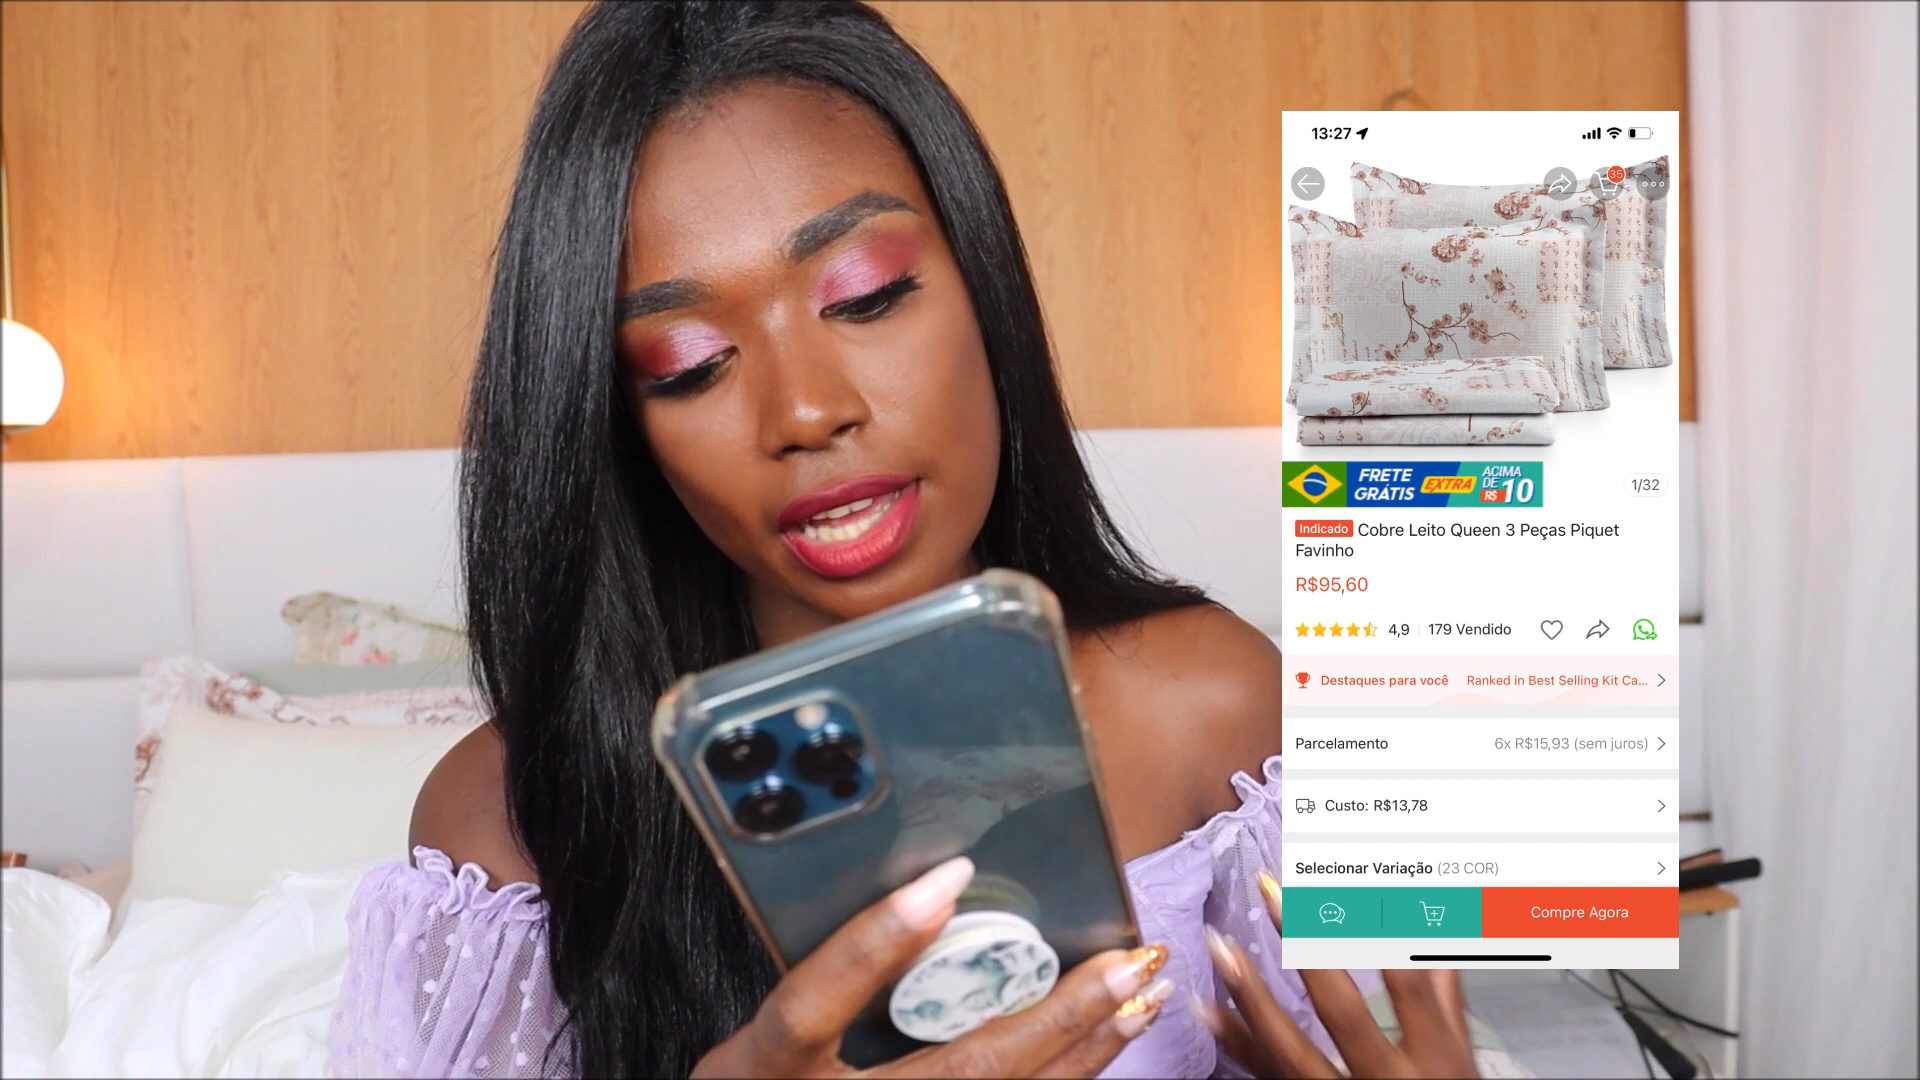 13:27
35
FRETE GRÁTIS EXTRA ACIMA DE R$ 10
1/32
Indicado Cobre Leito Queen 3 Peças Piquet
Favinho
R$95,60
4,9 179 Vendido
Destaques para você Ranked in Best Selling Kit Ca...
Parcelamento 6x R$15,93 (sem juros)
Custo: R$13,78
Selecionar Variação (23 COR)
Compre Agora